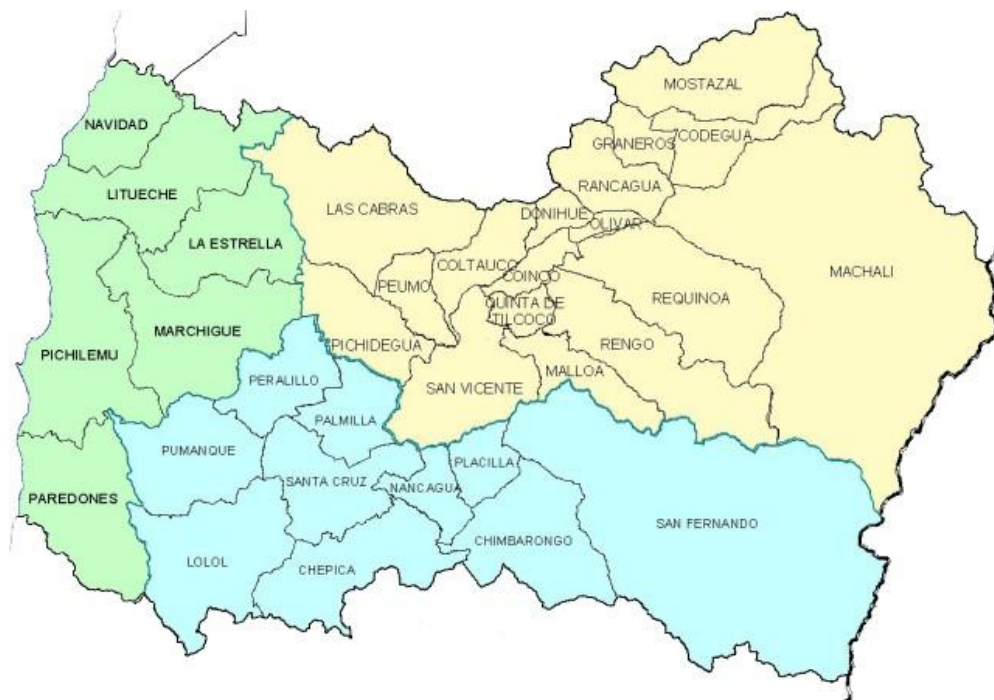 MOSTAZAL
NAVIDAD
GRANEROS
?CODEGUA
RANCAGUA
LITUECHE
LAS CABRAS
DONIHUE
OLIVAR
LA ESTRELLA
COLTAUCO
COINCO
MACHALI
PEUMO
QUINTA DE
TILCOCO
REQUINOA
MARCHIGUE
PICHIDEGUA
RENGO
PICHILEMU
MALLOA
PERALILLO
SAN VICENTE
PALMILLA
PUMANQUE
PLACILLA
SANTA CRUZ
NANCAGUA
PAREDONES
SAN FERNANDO
CHIMBARONGO
LOLOL
CHEPICA